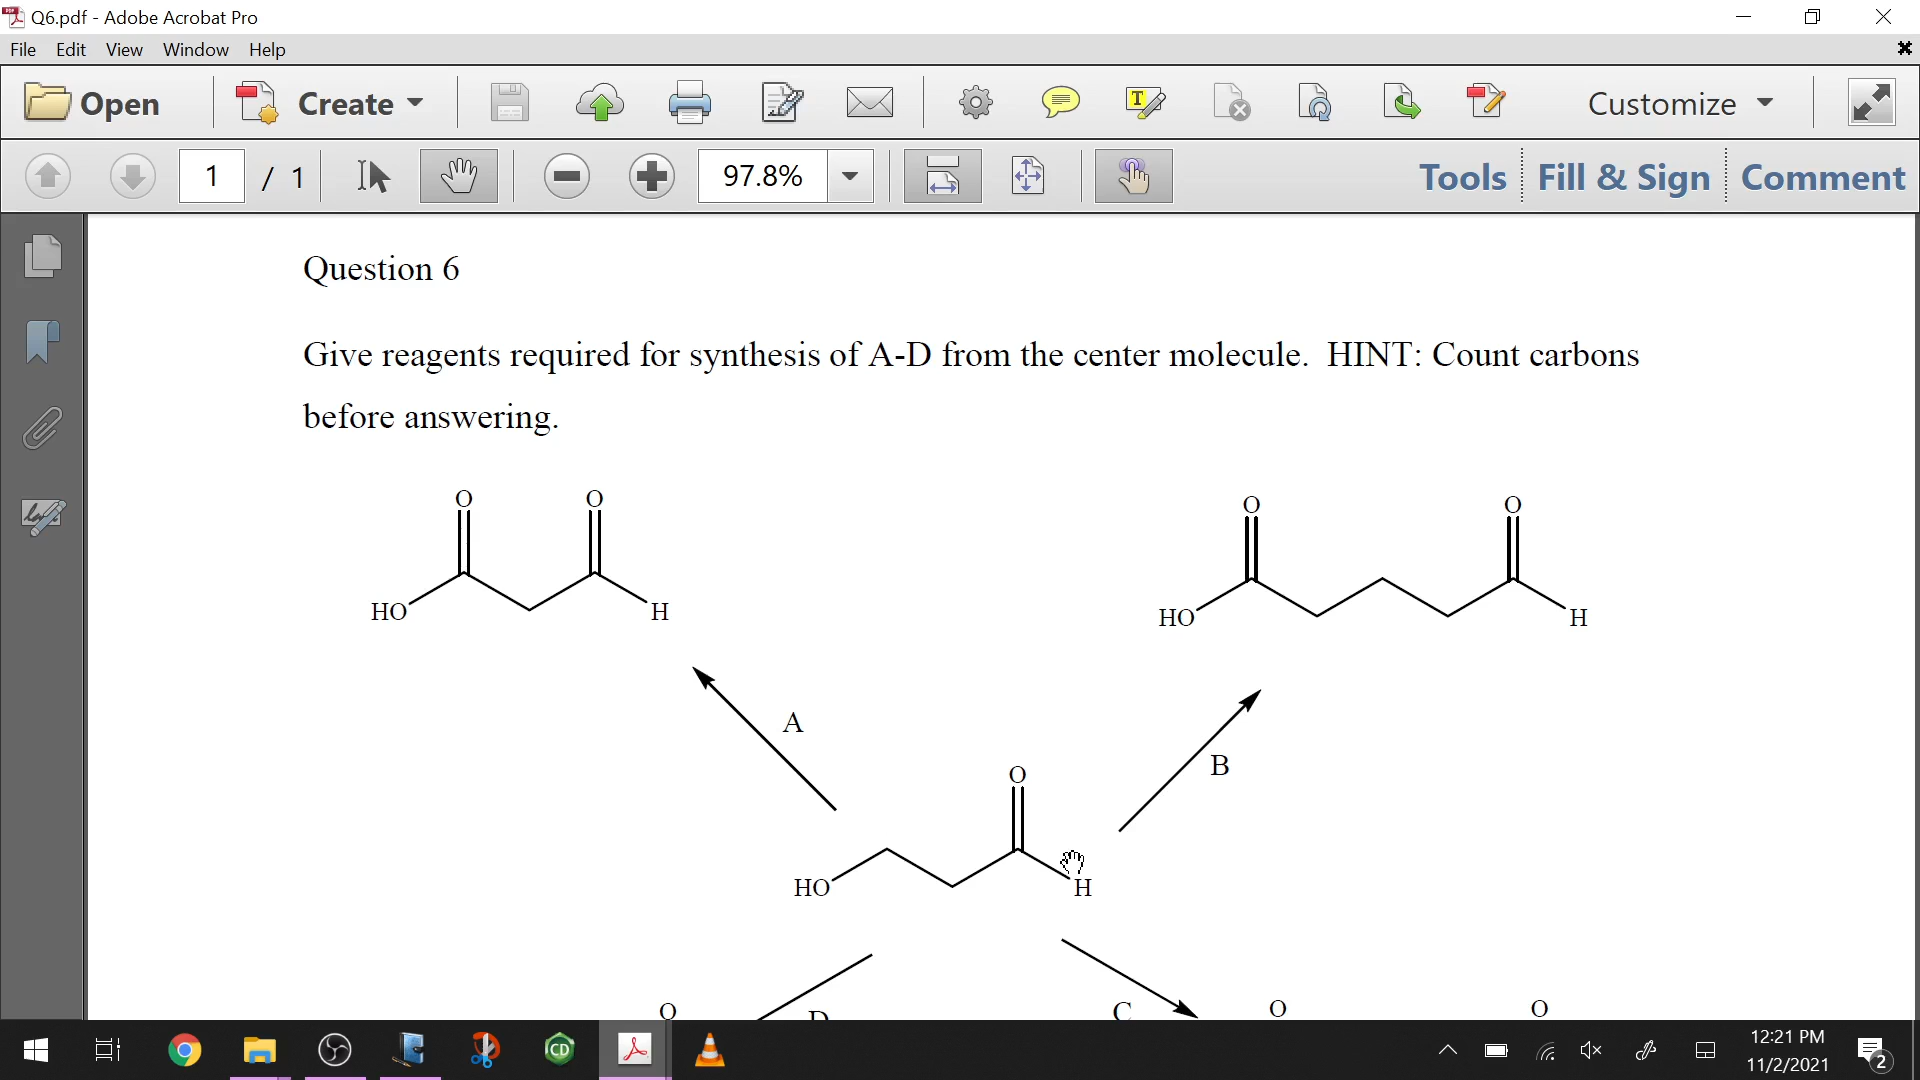 Q6.pdf - Adobe Acrobat Pro
File Edit View Window Help
Open Create Customize
1 / 1 97.8% Tools Fill & Sign Comment
Question 6
Give reagents required for synthesis of A-D from the center molecule. HINT: Count carbons
before answering.
O O O O
HO H HO H
A
B
O
HO H
O D C O O
12:21 PM
11/2/2021
2